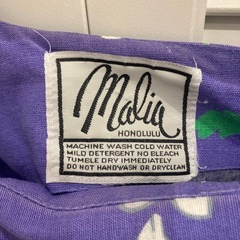 Malia
HONOLULU
MACHINE WASH COLD WATER
MILD DETERGENT NO BLEACH
TUMBLE DRY IMMEDIATELY
DO NOT HANDWASH OR DRYCLEAN